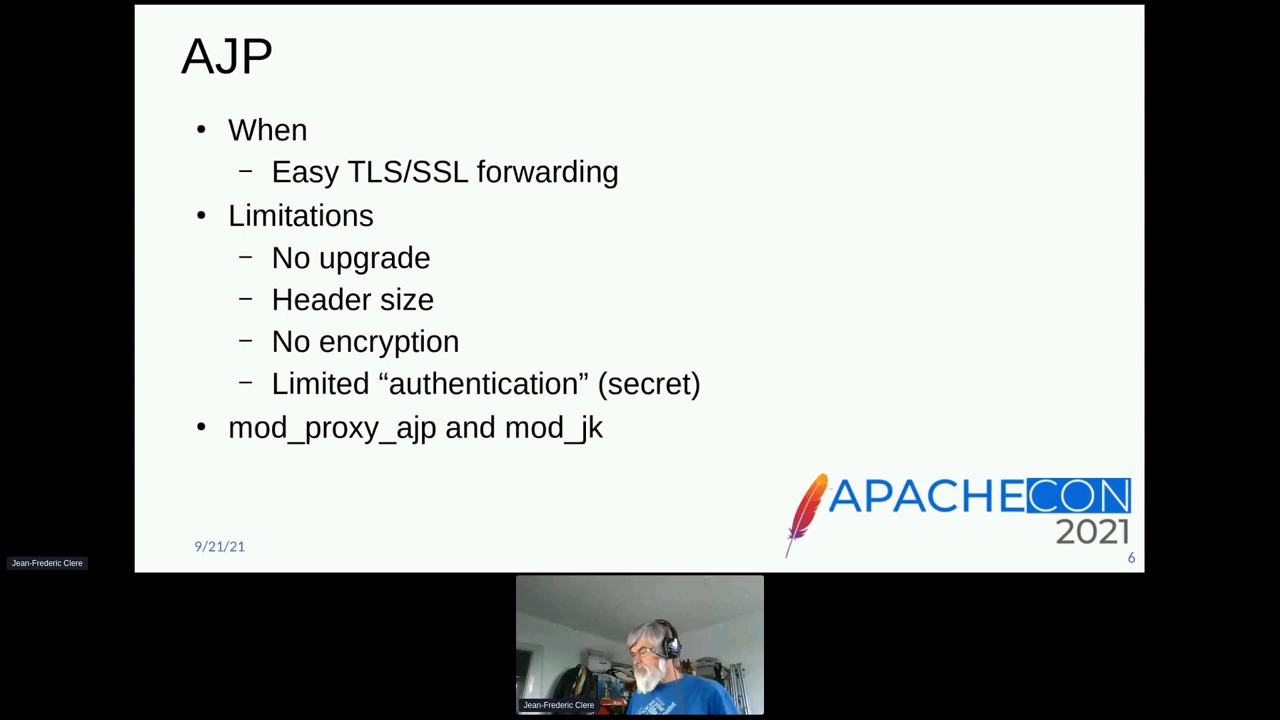 AJP
• When
– Easy TLS/SSL forwarding
• Limitations
– No upgrade
– Header size
– No encryption
– Limited “authentication” (secret)
• mod_proxy_ajp and mod_jk
APACHECON
2021
9/21/21
6
Jean-Frederic Clere
Jean-Frederic Clere